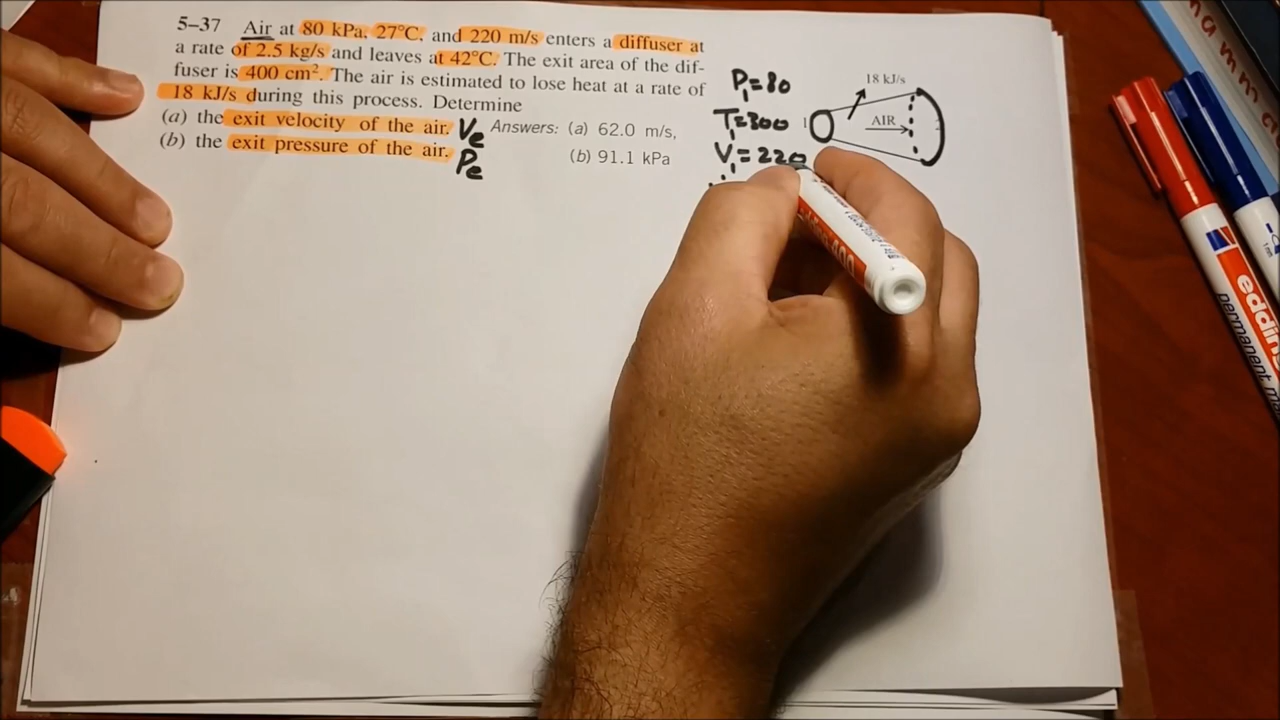 5–37 Air at 80 kPa, 27°C, and 220 m/s enters a diffuser at
a rate of 2.5 kg/s and leaves at 42°C. The exit area of the dif-
fuser is 400 cm². The air is estimated to lose heat at a rate of
18 kJ/s during this process. Determine
(a) the exit velocity of the air. Ve Answers: (a) 62.0 m/s,
(b) the exit pressure of the air. Pe (b) 91.1 kPa
P₁=80
T₁=300
V₁=220
18 kJ/s
1
AIR
edding
permanent